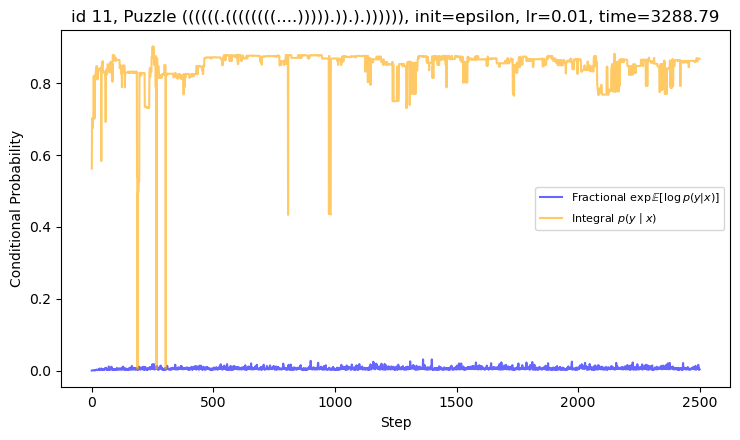 id 11, Puzzle ((((((.((((((((....))))).)).).)))))), init=epsilon, lr=0.01, time=3288.79
Conditional Probability
0.8
0.6
0.4
0.2
0.0
Fractional exp𝔼[log p(y|x)]
Integral p(y | x)
0
500
1000
1500
2000
2500
Step